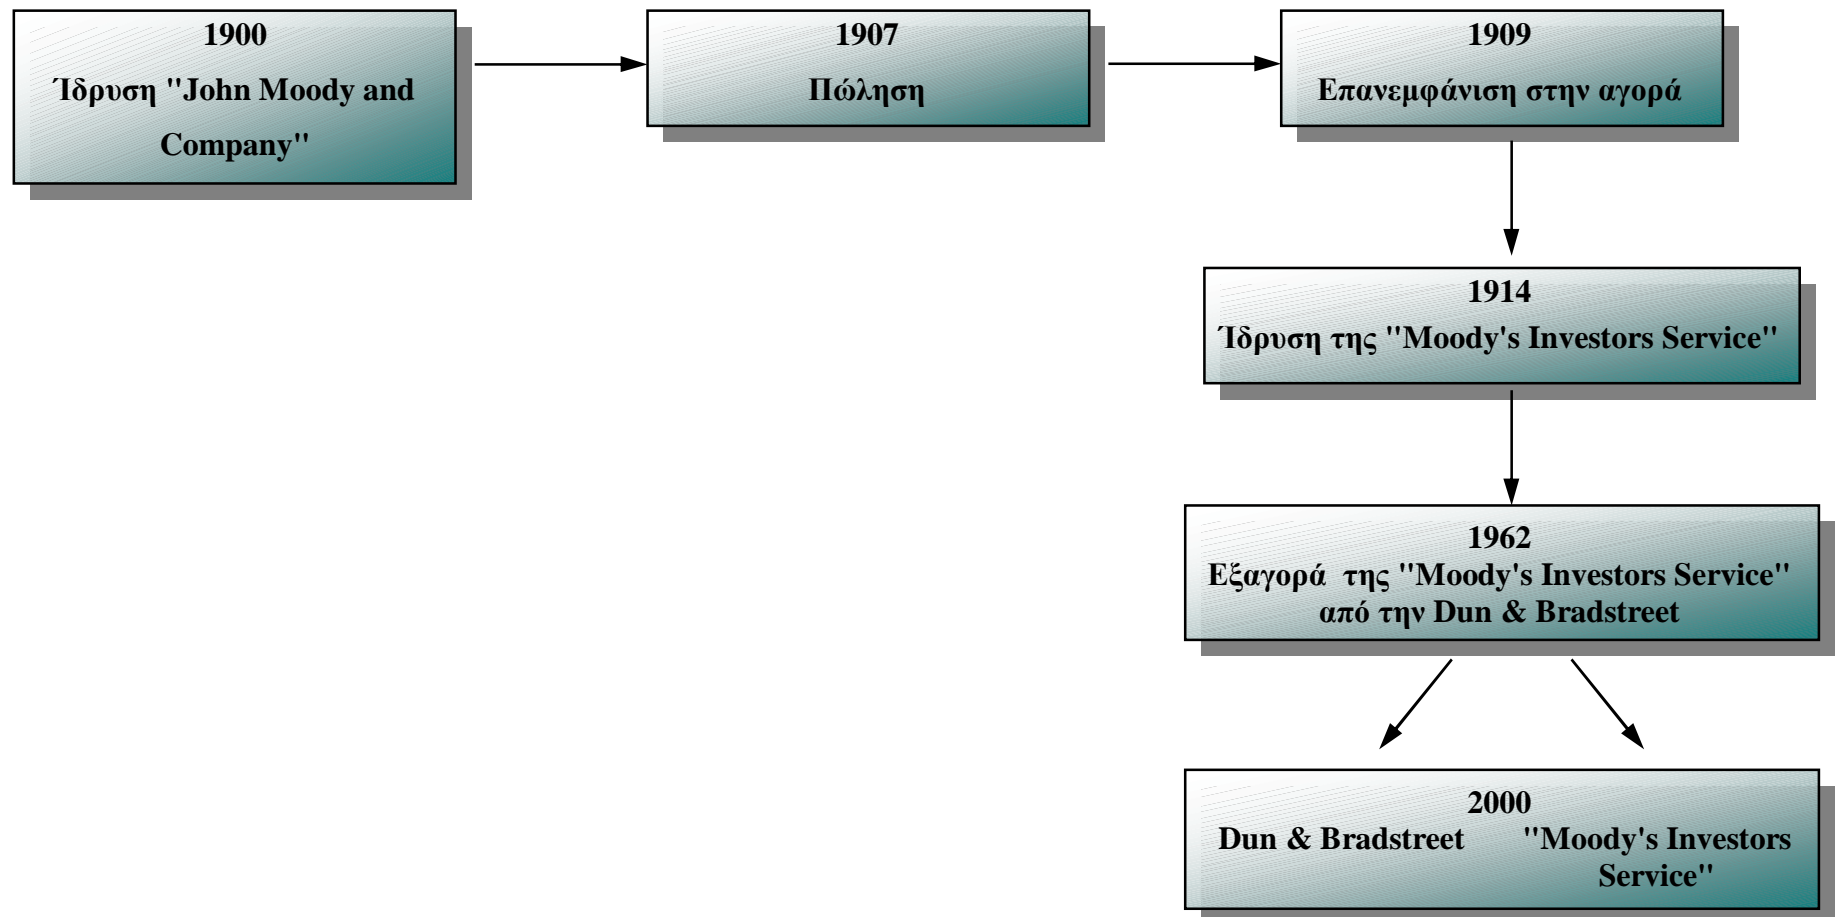 1900
Ίδρυση "John Moody and
Company"
1907
Πώληση
1909
Επανεμφάνιση στην αγορά
1914
Ίδρυση της "Moody's Investors Service"
1962
Εξαγορά της "Moody's Investors Service"
από την Dun & Bradstreet
2000
Dun & Bradstreet "Moody's Investors
Service"